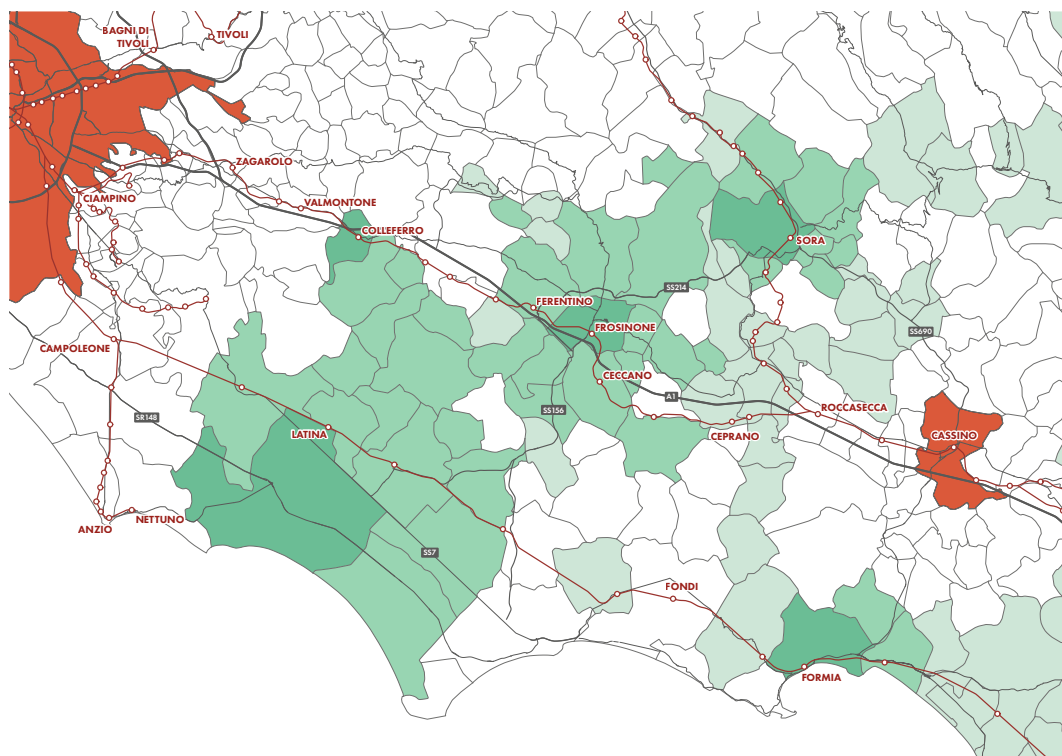 BAGNI DI
TIVOLI
TIVOLI
ZAGAROLO
CIAMPINO
VALMONTONE
COLLEFERRO
SORA
SS214
FERENTINO
FROSINONE
SS690
CAMPOLEONE
CECCANO
A1
SS156
SR148
LATINA
CEPRANO
ROCCASECCA
CASSINO
ANZIO
NETTUNO
SS7
FONDI
FORMIA